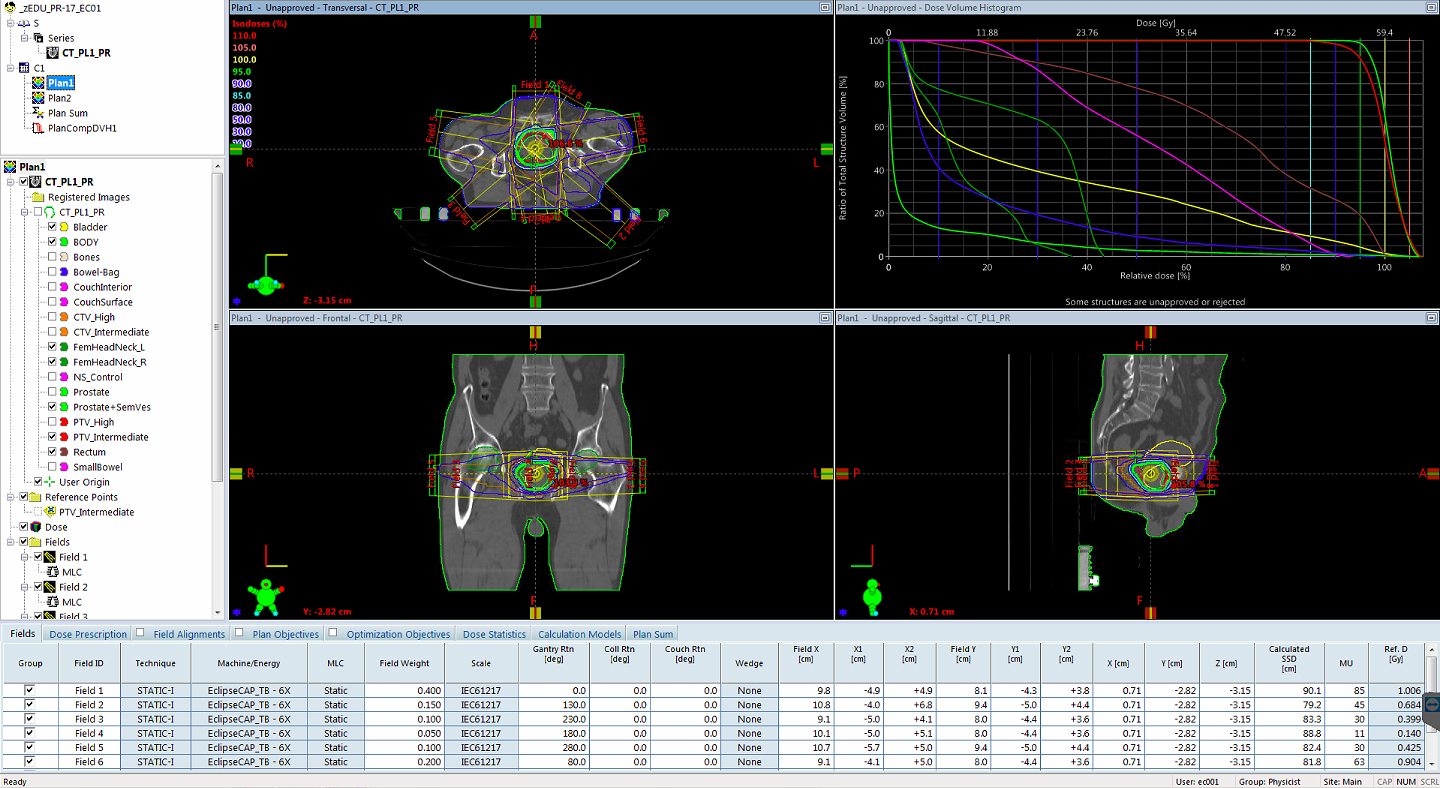 _zEDU_PR-17_EC01
S
Series
CT_PL1_PR
C1
Plan1
Plan2
Plan Sum
PlanCompDVH1
Plan1
CT_PL1_PR
Registered Images
CT_PL1_PR
Bladder
BODY
Bones
Bowel-Bag
CouchInterior
CouchSurface
CTV_High
CTV_Intermediate
FemHeadNeck_L
FemHeadNeck_R
NS_Control
Prostate
Prostate+SemVes
PTV_High
PTV_Intermediate
Rectum
SmallBowel
User Origin
Reference Points
PTV_Intermediate
Dose
Fields
Field 1
MLC
Field 2
MLC
Field 3
Plan1 - Unapproved - Transversal - CT_PL1_PR
Isodoses (%)
110.0
105.0
100.0
95.0
90.0
85.0
80.0
50.0
30.0
A
R
L
Field 1
Field 8
Field 5
Field 6
Field 2
Z: -3.15 cm
Plan1 - Unapproved - Dose Volume Histogram
Dose [Gy]
0 11.88 23.76 35.64 47.52 59.4
Ratio of Total Structure Volume [%]
100
80
60
40
20
0
0 20 40 60 80 100
Relative dose [%]
Some structures are unapproved or rejected
Plan1 - Unapproved - Frontal - CT_PL1_PR
H
R
L
F
Y: -2.82 cm
Plan1 - Unapproved - Sagittal - CT_PL1_PR
H
P
A
Field 2
F
X: 0.71 cm
Fields Dose Prescription Field Alignments Plan Objectives Optimization Objectives Dose Statistics Calculation Models Plan Sum
Group Field ID Technique Machine/Energy MLC Field Weight Scale Gantry Rtn [deg] Coll Rtn [deg] Couch Rtn [deg] Wedge Field X [cm] X1 [cm] X2 [cm] Field Y [cm] Y1 [cm] Y2 [cm] X [cm] Y [cm] Z [cm] Calculated SSD [cm] MU Ref. D [Gy]
Field 1 STATIC-I EclipseCAP_TB - 6X Static 0.400 IEC61217 0.0 0.0 0.0 None 9.8 -4.9 +4.9 8.1 -4.3 +3.8 0.71 -2.82 -3.15 90.1 85 1.006
Field 2 STATIC-I EclipseCAP_TB - 6X Static 0.150 IEC61217 130.0 0.0 0.0 None 10.8 -4.0 +6.8 9.4 -5.0 +4.4 0.71 -2.82 -3.15 79.2 45 0.684
Field 3 STATIC-I EclipseCAP_TB - 6X Static 0.100 IEC61217 230.0 0.0 0.0 None 9.1 -5.0 +4.1 8.0 -4.4 +3.6 0.71 -2.82 -3.15 83.3 30 0.399
Field 4 STATIC-I EclipseCAP_TB - 6X Static 0.050 IEC61217 180.0 0.0 0.0 None 10.1 -5.0 +5.1 8.0 -4.4 +3.6 0.71 -2.82 -3.15 88.8 11 0.140
Field 5 STATIC-I EclipseCAP_TB - 6X Static 0.100 IEC61217 280.0 0.0 0.0 None 10.7 -5.7 +5.0 9.4 -5.0 +4.4 0.71 -2.82 -3.15 82.4 30 0.425
Field 6 STATIC-I EclipseCAP_TB - 6X Static 0.200 IEC61217 80.0 0.0 0.0 None 9.1 -4.1 +5.0 8.0 -4.4 +3.6 0.71 -2.82 -3.15 81.8 63 0.904
Ready
User: ec001 Group: Physicist Site: Main CAP NUM SCRL